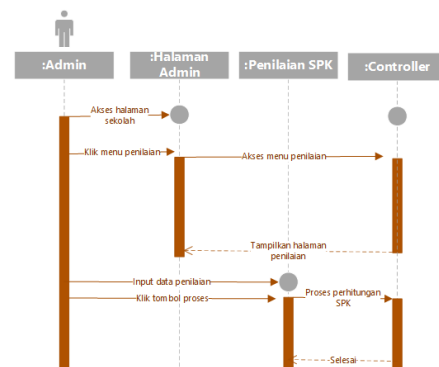 :Admin
:Halaman
Admin
:Penilaian SPK
:Controller
Akses halaman
sekolah
Klik menu penilaian
Akses menu penilaian
Tampilkan halaman
penilaian
Input data penilaian
Klik tombol proses
Proses perhitungan
SPK
Selesai